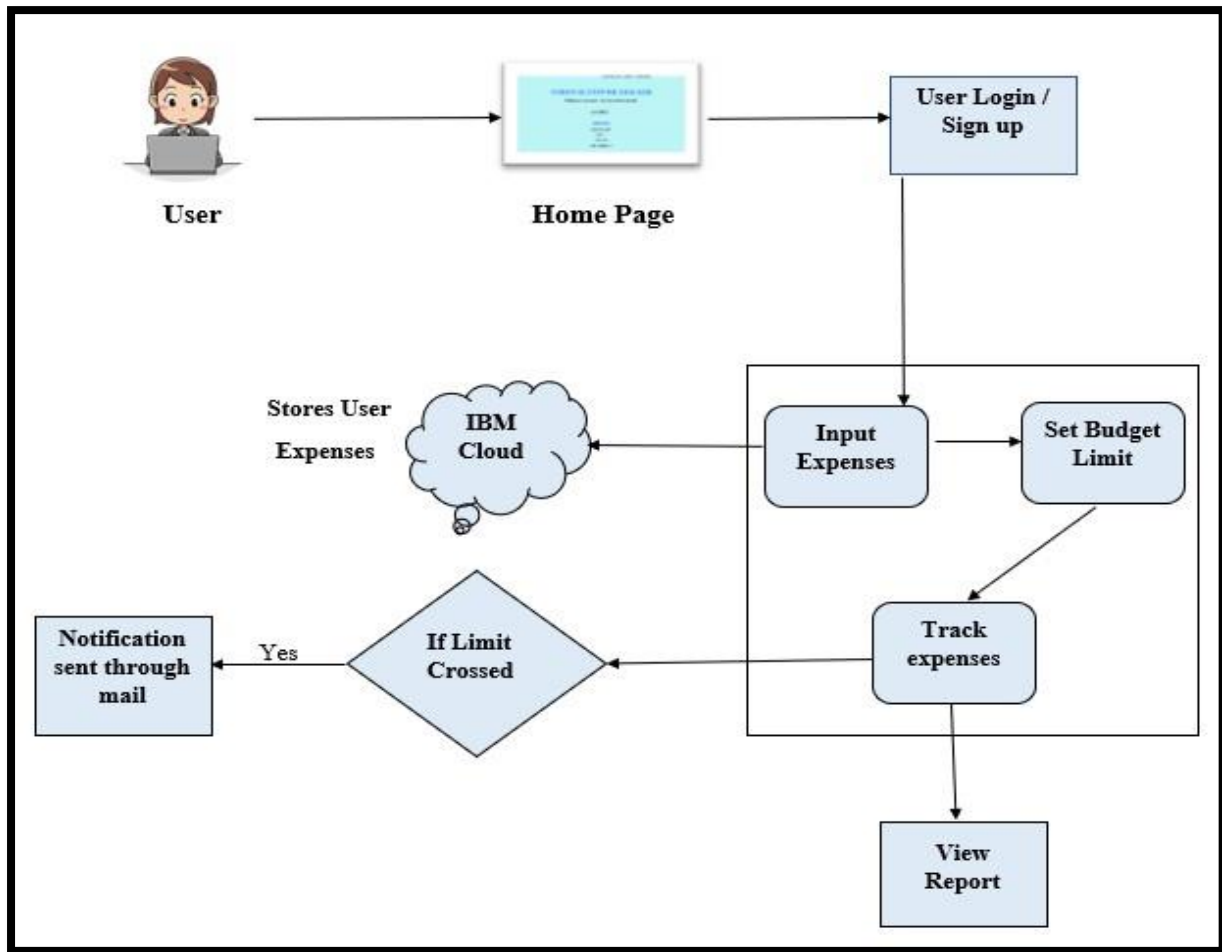 User Login /
Sign up
User
Home Page
Stores User
Expenses
IBM
Cloud
Input
Expenses
Set Budget
Limit
Notification
sent through
mail
Yes
If Limit
Crossed
Track
expenses
View
Report